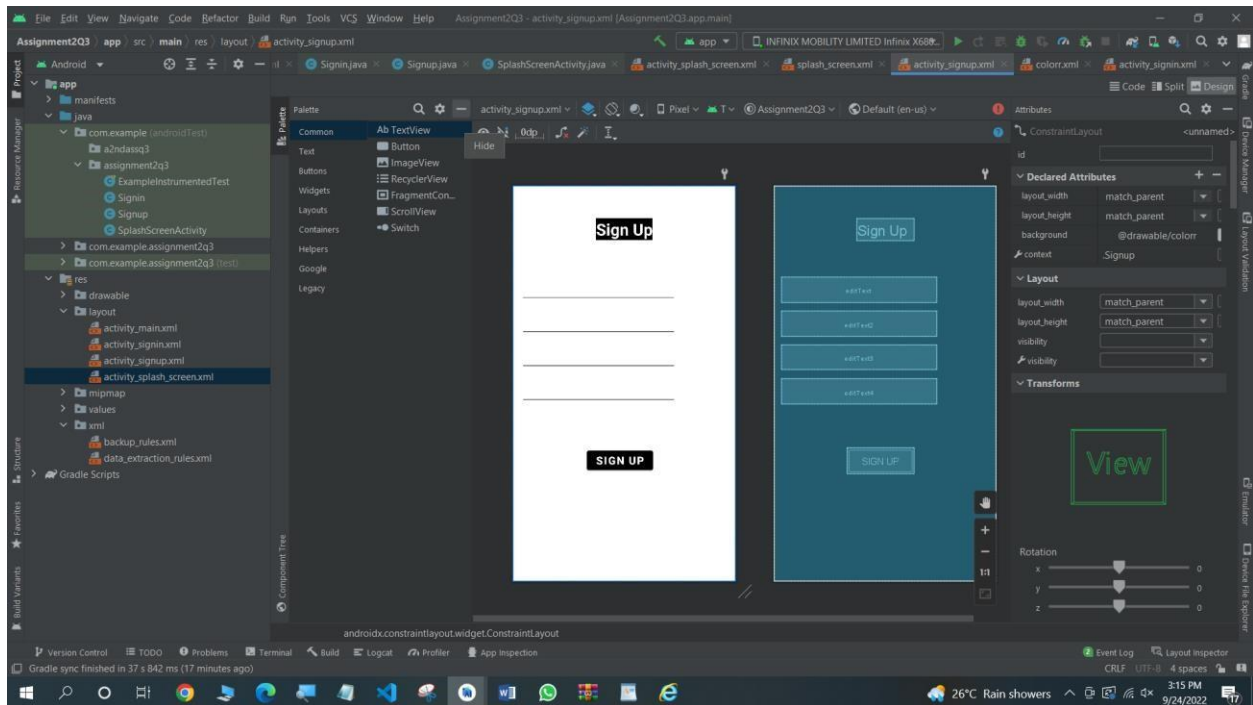 File Edit View Navigate Code Refactor Build Run Tools VCS Window Help Assignment2Q3 - activity_signup.xml [Assignment2Q3.app.main]
Assignment2Q3 app src main res layout activity_signup.xml
app
INFINIX MOBILITY LIMITED Infinix
Android
Signin.java
Signup.java
SplashScreenActivity.java
activity_splash_screen.xml
splash_screen.xml
activity_signup.xml
colorr.xml
activity_signin.xml
Code Split Design
Project
Resource Manager
Structure
Favorites
Build Variants
app
manifests
java
com.example (androidTest)
a2ndassq3
assignment2q3
ExampleInstrumentedTest
Signin
Signup
SplashScreenActivity
com.example.assignment2q3
com.example.assignment2q3 (test)
res
drawable
layout
activity_main.xml
activity_signin.xml
activity_signup.xml
activity_splash_screen.xml
mipmap
values
xml
backup_rules.xml
data_extraction_rules.xml
Gradle Scripts
Palette
Palette
Common
Text
Buttons
Widgets
Layouts
Containers
Helpers
Google
Legacy
Ab TextView
Button
ImageView
RecyclerView
FragmentCon...
ScrollView
Switch
Component Tree
activity_signup.xml
Pixel
T
Assignment2Q3
Default (en-us)
0dp
Hide
Sign Up
SIGN UP
Sign Up
editText
editText2
editText3
editText4
SIGN UP
1:1
androidx.constraintlayout.widget.ConstraintLayout
Attributes
ConstraintLayout <unnamed>
id
Declared Attributes
layout_width match_parent
layout_height match_parent
background @drawable/colorr
context .Signup
Layout
layout_width match_parent
layout_height match_parent
visibility
visibility
Transforms
View
Rotation
x 0
y 0
z 0
Gradle
Device Manager
Layout Validation
Emulator
Device File Explorer
Version Control TODO Problems Terminal Build Logcat Profiler App Inspection
2 Event Log Layout Inspector
Gradle sync finished in 37 s 842 ms (17 minutes ago)
CRLF UTF-8 4 spaces
26°C Rain showers
3:15 PM
9/24/2022
17